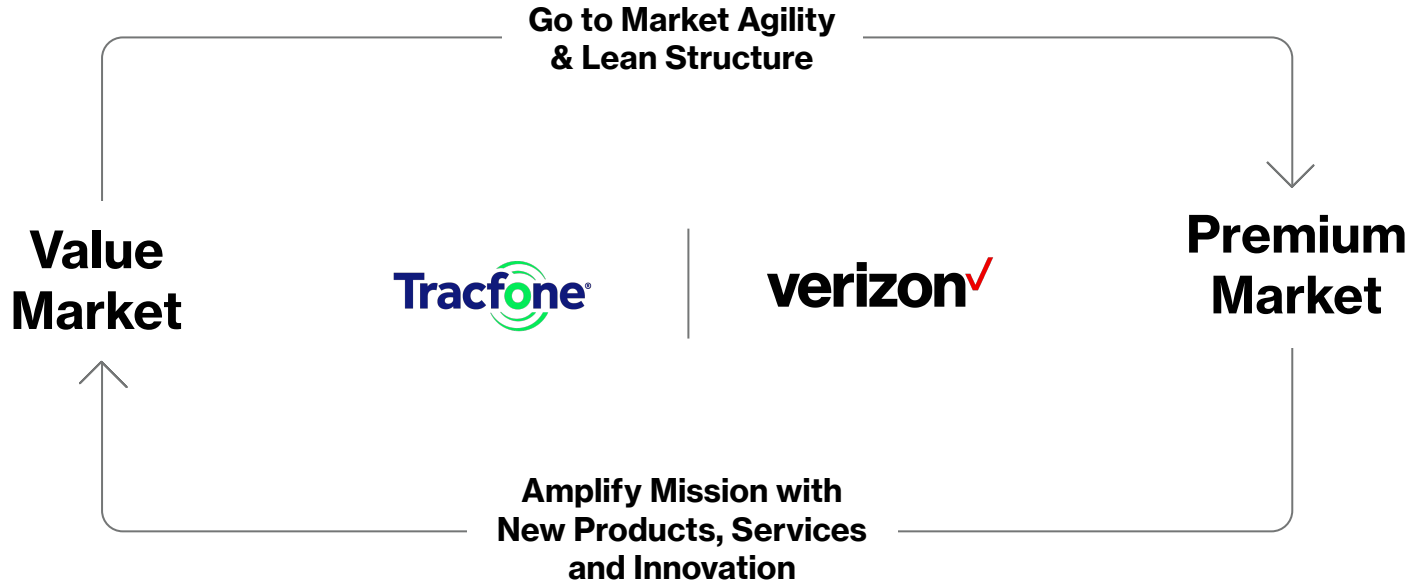 Go to Market Agility
& Lean Structure
Value
Market
Tracfone®
verizon✓
Premium
Market
Amplify Mission with
New Products, Services
and Innovation